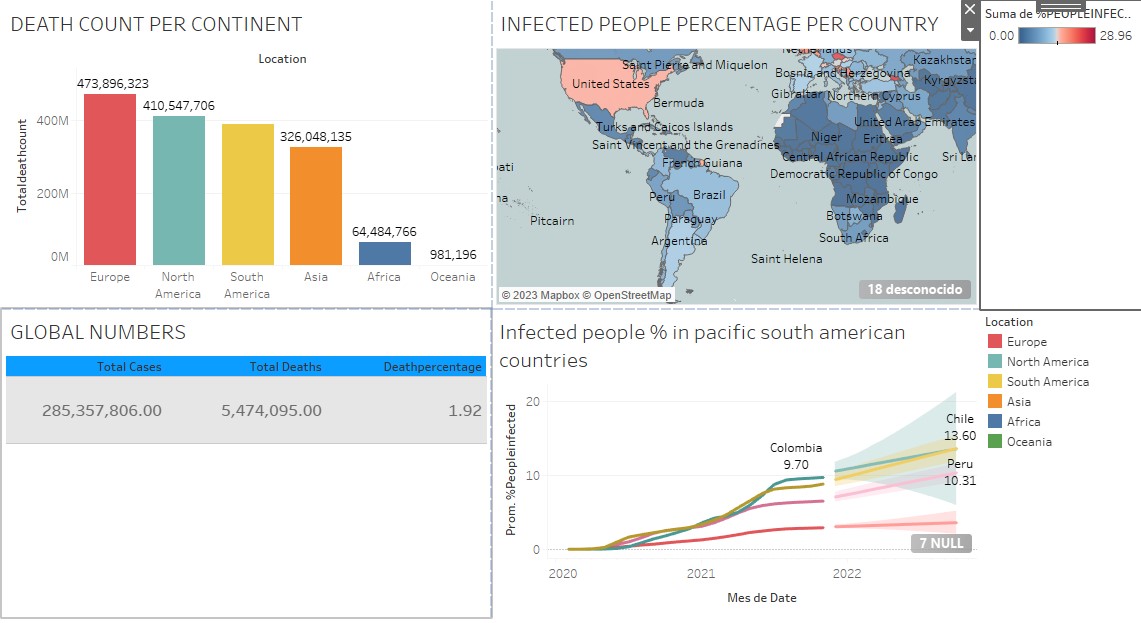 DEATH COUNT PER CONTINENT
Location
473,896,323
410,547,706
326,048,135
64,484,766
981,196
Totaldeathcount
400M
200M
0M
Europe
North
America
South
America
Asia
Africa
Oceania
INFECTED PEOPLE PERCENTAGE PER COUNTRY
Netherlands
Saint Pierre and Miquelon
Kazakhstan
Bosnia and Herzegovina
United States
Kyrgyzst
Gibraltar
Northern Cyprus
Bermuda
United Arab Emirates
Turks and Caicos Islands
Niger
Eritrea
Saint Vincent and the Grenadines
Central African Republic
Sri Lar
French Guiana
ati
Democratic Republic of Congo
na
Peru
Brazil
Mozambique
Pitcairn
Paraguay
Botswana
Argentina
South Africa
Saint Helena
18 desconocido
© 2023 Mapbox © OpenStreetMap
Suma de %PEOPLEINFEC..
0.00
28.96
GLOBAL NUMBERS
Total Cases
Total Deaths
Deathpercentage
285,357,806.00
5,474,095.00
1.92
Infected people % in pacific south american
countries
Prom. %Peopleinfected
20
10
0
Colombia
9.70
Chile
13.60
Peru
10.31
7 NULL
2020
2021
2022
Mes de Date
Location
Europe
North America
South America
Asia
Africa
Oceania